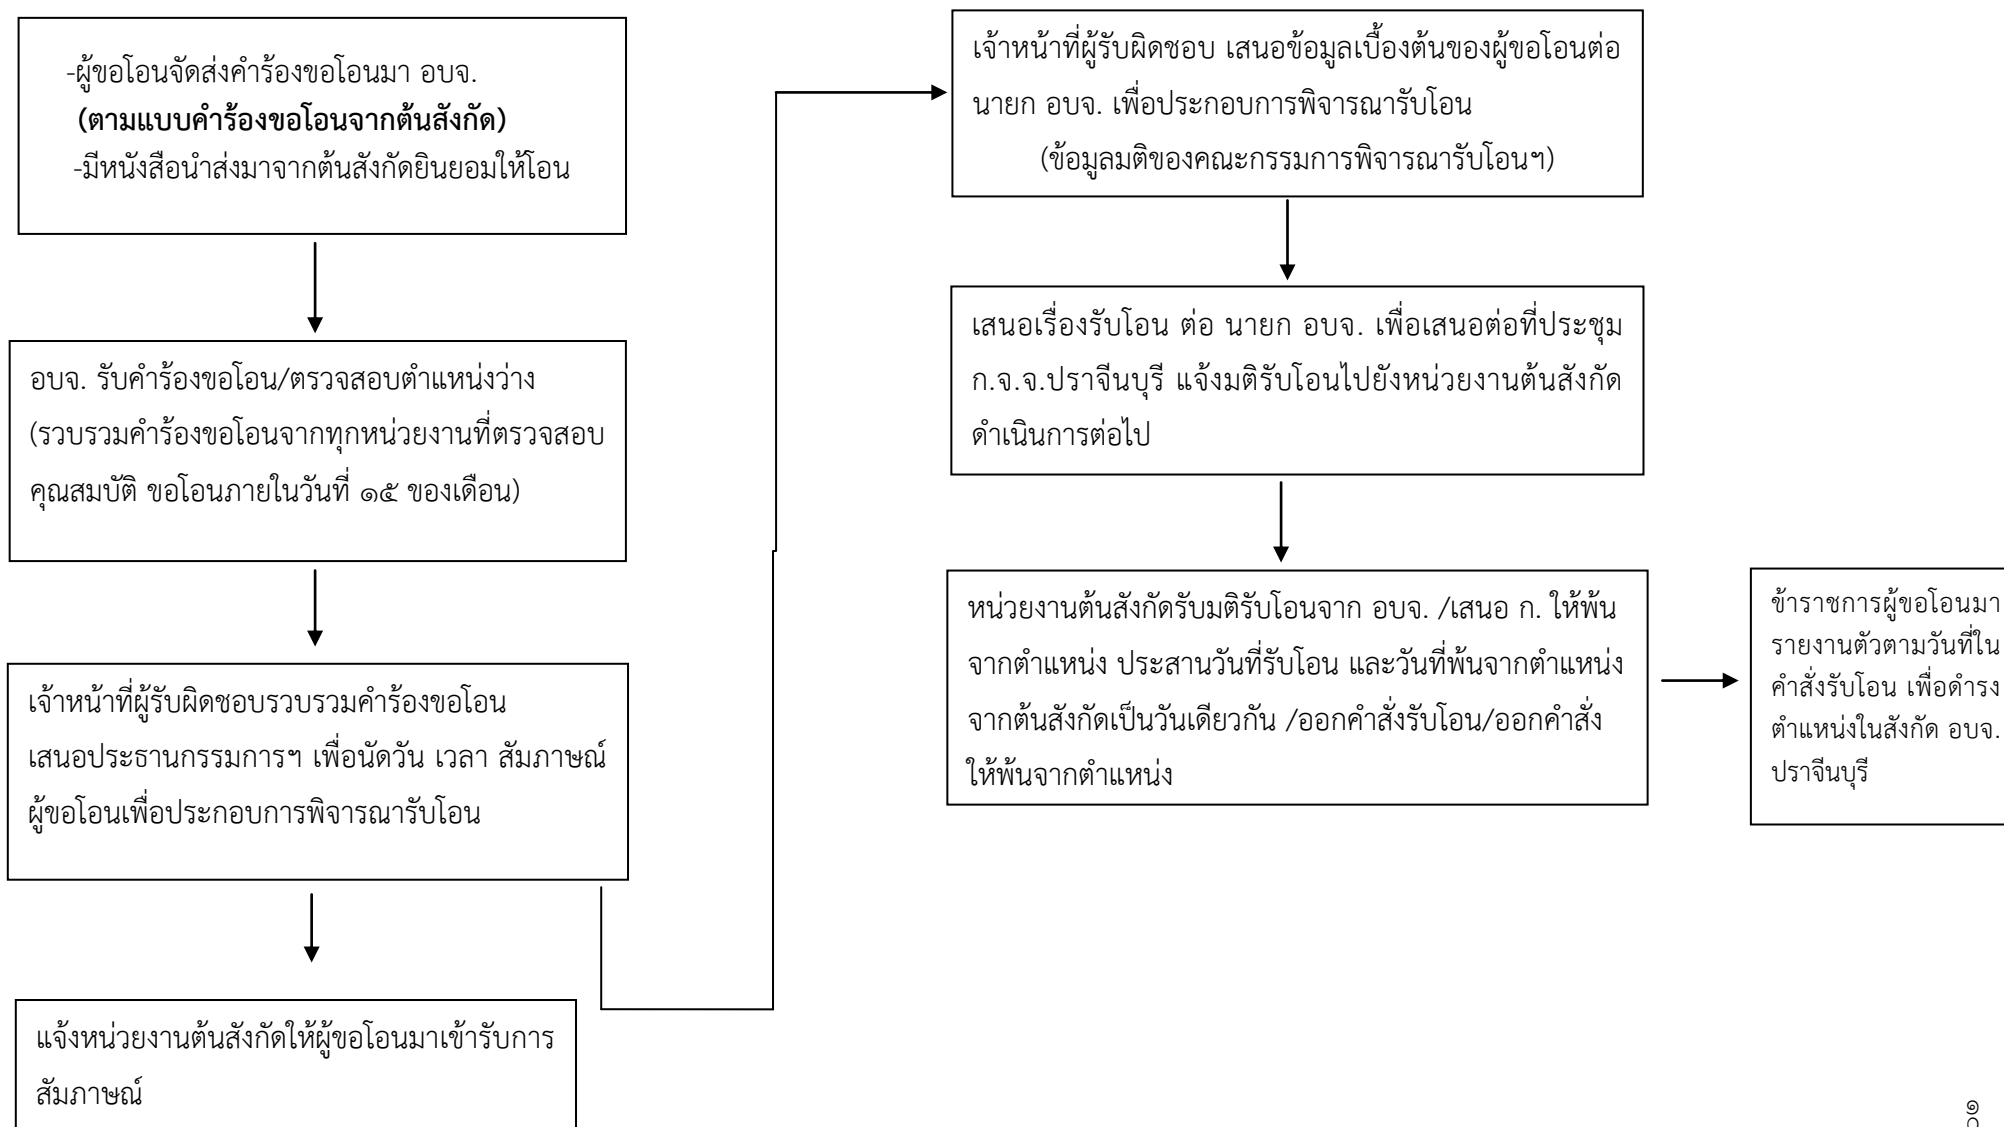 -ผู้ขอโอนจัดส่งคำร้องขอโอนมา อบจ.
(ตามแบบคำร้องขอโอนจากต้นสังกัด)
-มีหนังสือนำส่งมาจากต้นสังกัดยินยอมให้โอน
อบจ. รับคำร้องขอโอน/ตรวจสอบตำแหน่งว่าง
(รวบรวมคำร้องขอโอนจากทุกหน่วยงานที่ตรวจสอบ
คุณสมบัติ ขอโอนภายในวันที่ ๑๕ ของเดือน)
เจ้าหน้าที่ผู้รับผิดชอบรวบรวมคำร้องขอโอน
เสนอประธานกรรมการฯ เพื่อนัดวัน เวลา สัมภาษณ์
ผู้ขอโอนเพื่อประกอบการพิจารณารับโอน
แจ้งหน่วยงานต้นสังกัดให้ผู้ขอโอนมาเข้ารับการ
สัมภาษณ์
เจ้าหน้าที่ผู้รับผิดชอบ เสนอข้อมูลเบื้องต้นของผู้ขอโอนต่อ
นายก อบจ. เพื่อประกอบการพิจารณารับโอน
(ข้อมูลมติของคณะกรรมการพิจารณารับโอนฯ)
เสนอเรื่องรับโอน ต่อ นายก อบจ. เพื่อเสนอต่อที่ประชุม
ก.จ.จ.ปราจีนบุรี แจ้งมติรับโอนไปยังหน่วยงานต้นสังกัด
ดำเนินการต่อไป
หน่วยงานต้นสังกัดรับมติรับโอนจาก อบจ. /เสนอ ก. ให้พ้น
จากตำแหน่ง ประสานวันที่รับโอน และวันที่พ้นจากตำแหน่ง
จากต้นสังกัดเป็นวันเดียวกัน /ออกคำสั่งรับโอน/ออกคำสั่ง
ให้พ้นจากตำแหน่ง
ข้าราชการผู้ขอโอนมา
รายงานตัวตามวันที่ใน
คำสั่งรับโอน เพื่อดำรง
ตำแหน่งในสังกัด อบจ.
ปราจีนบุรี